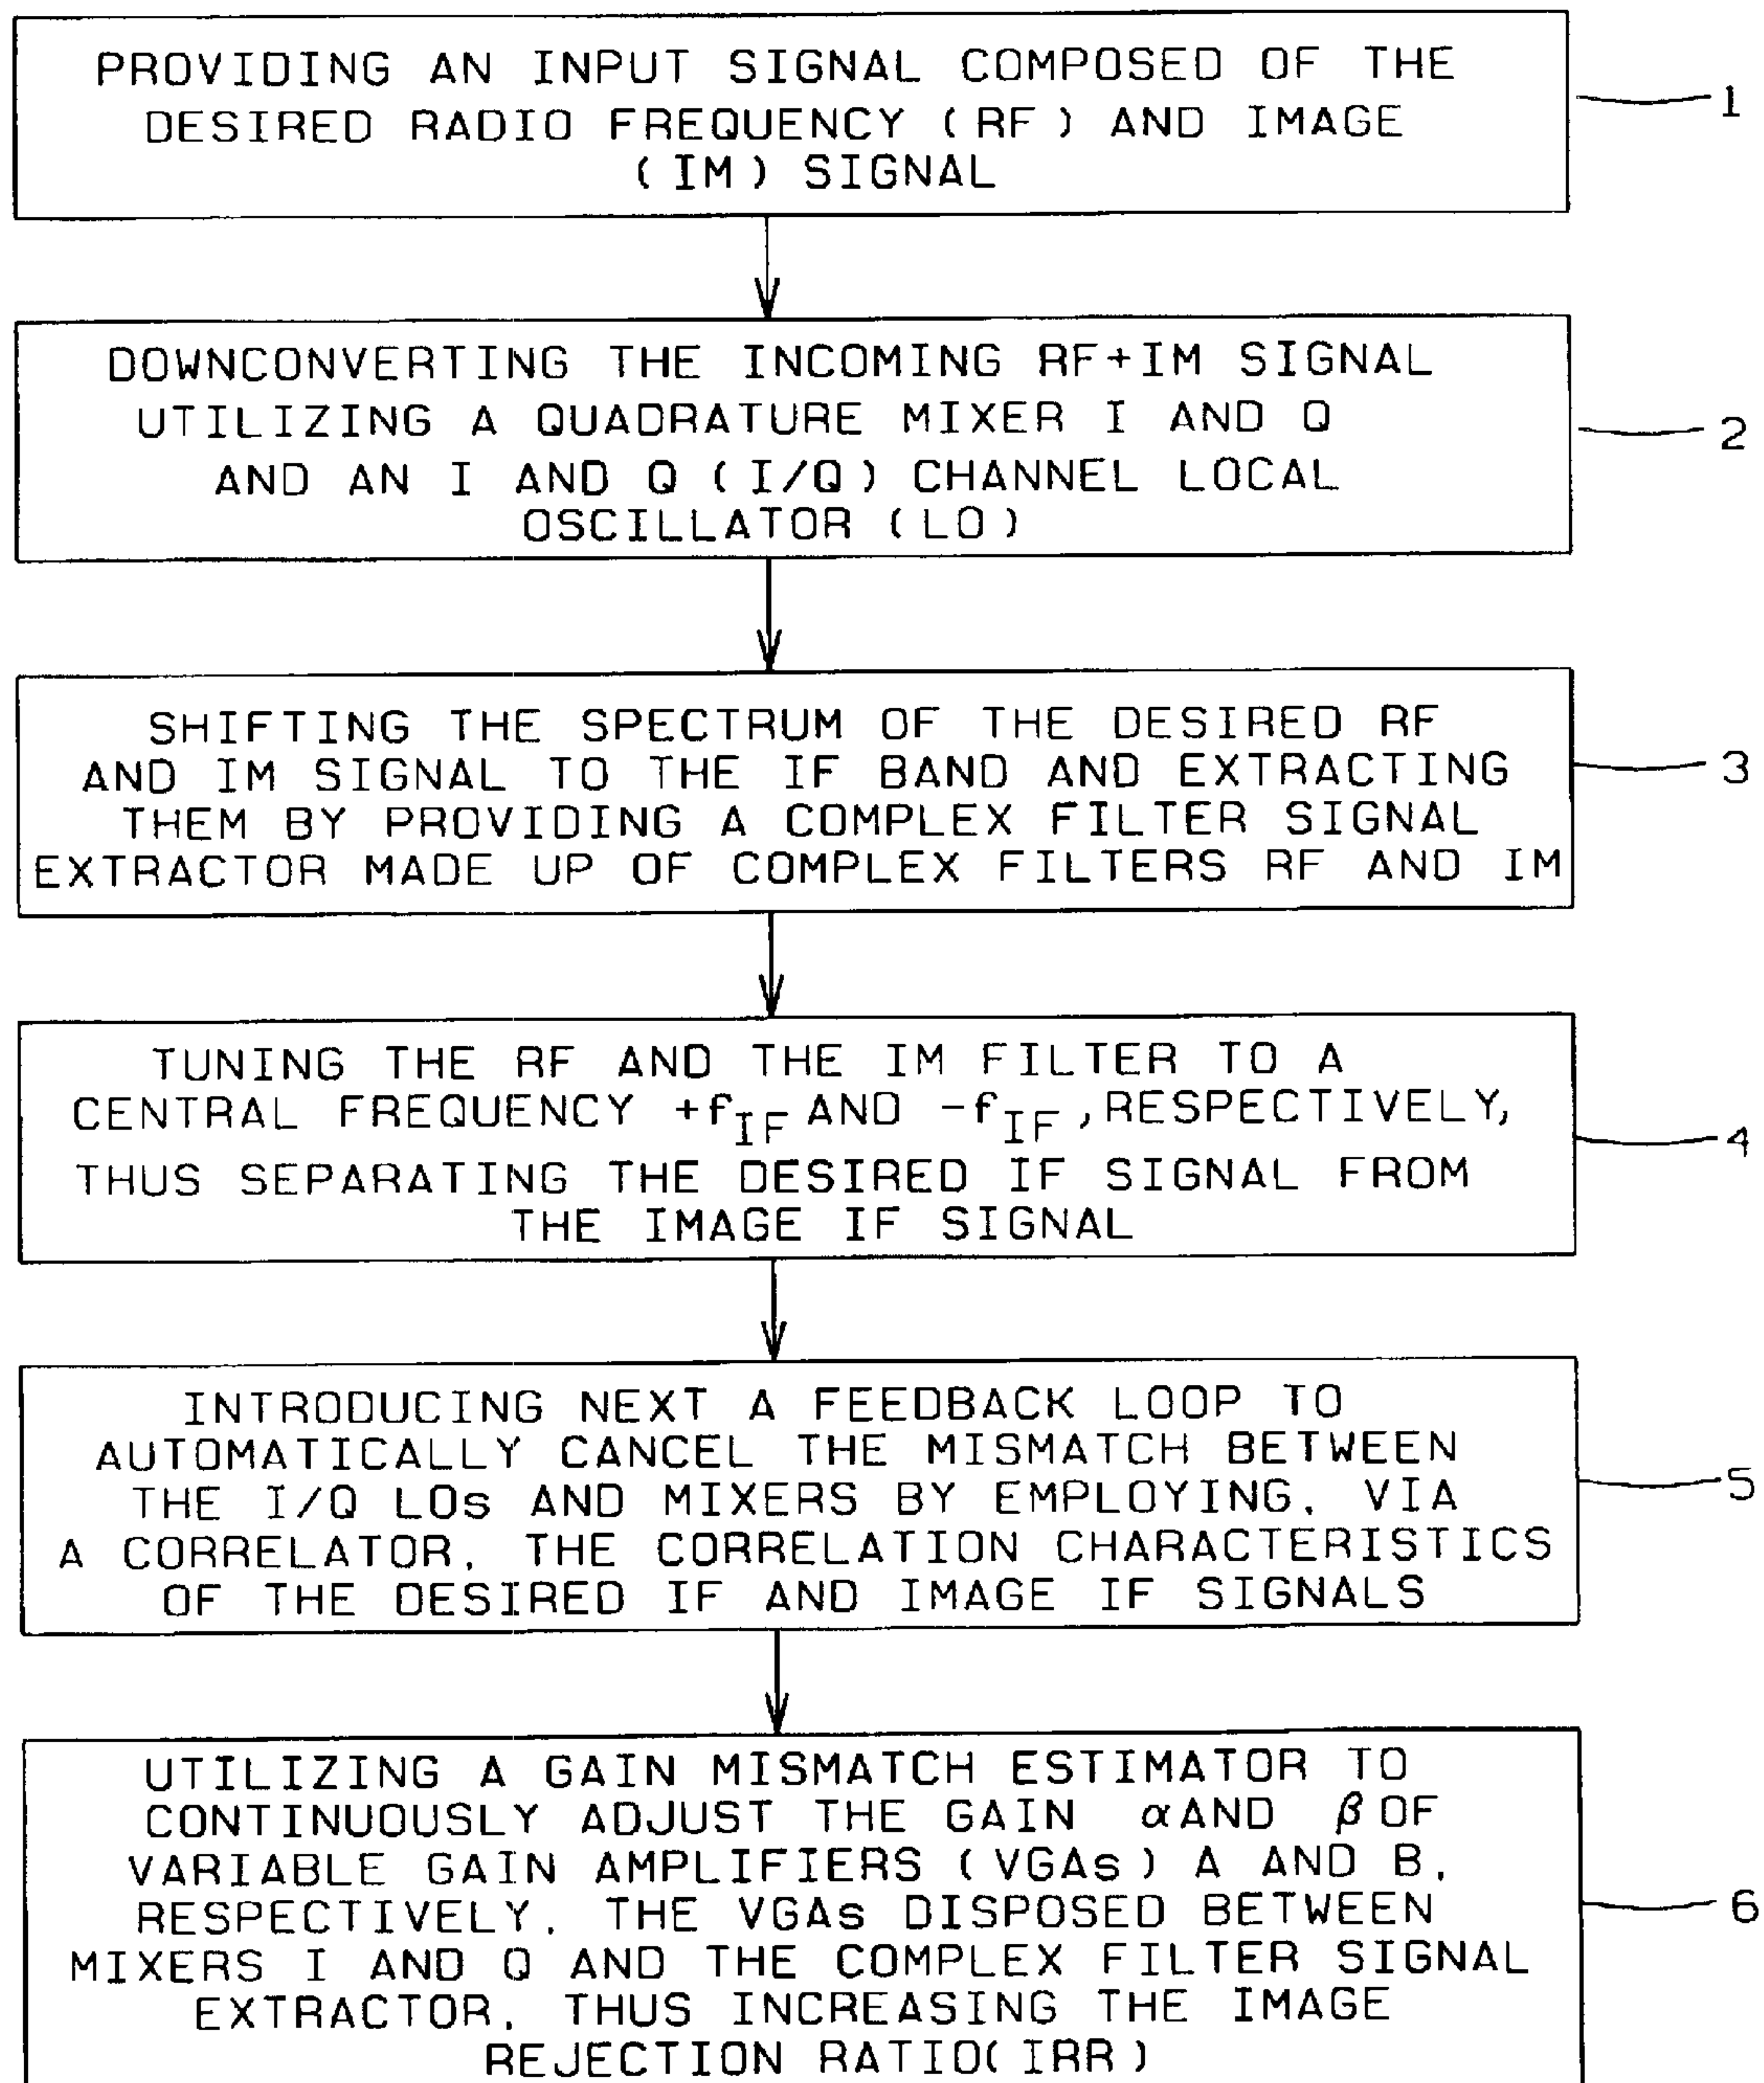 PROVIDING AN INPUT SIGNAL COMPOSED OF THE
DESIRED RADIO FREQUENCY (RF) AND IMAGE
(IM) SIGNAL
1
DOWNCONVERTING THE INCOMING RF+IM SIGNAL
UTILIZING A QUADRATURE MIXER I AND Q
AND AN I AND Q (I/Q) CHANNEL LOCAL
OSCILLATOR (LO)
2
SHIFTING THE SPECTRUM OF THE DESIRED RF
AND IM SIGNAL TO THE IF BAND AND EXTRACTING
THEM BY PROVIDING A COMPLEX FILTER SIGNAL
EXTRACTOR MADE UP OF COMPLEX FILTERS RF AND IM
3
TUNING THE RF AND THE IM FILTER TO A
CENTRAL FREQUENCY +fIF AND -fIF, RESPECTIVELY,
THUS SEPARATING THE DESIRED IF SIGNAL FROM
THE IMAGE IF SIGNAL
4
INTRODUCING NEXT A FEEDBACK LOOP TO
AUTOMATICALLY CANCEL THE MISMATCH BETWEEN
THE I/Q LOs AND MIXERS BY EMPLOYING, VIA
A CORRELATOR, THE CORRELATION CHARACTERISTICS
OF THE DESIRED IF AND IMAGE IF SIGNALS
5
UTILIZING A GAIN MISMATCH ESTIMATOR TO
CONTINUOUSLY ADJUST THE GAIN α AND β OF
VARIABLE GAIN AMPLIFIERS (VGAs) A AND B,
RESPECTIVELY, THE VGAs DISPOSED BETWEEN
MIXERS I AND Q AND THE COMPLEX FILTER SIGNAL
EXTRACTOR, THUS INCREASING THE IMAGE
REJECTION RATIO(IRR)
6